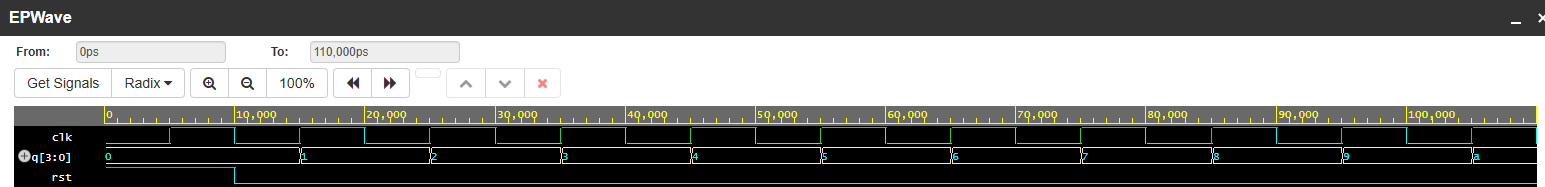 EPWave
From: 0ps To: 110,000ps
Get Signals Radix 100%
0 10,000 20,000 30,000 40,000 50,000 60,000 70,000 80,000 90,000 100,000
clk
q[3:0] 0 1 2 3 4 5 6 7 8 9 a
rst